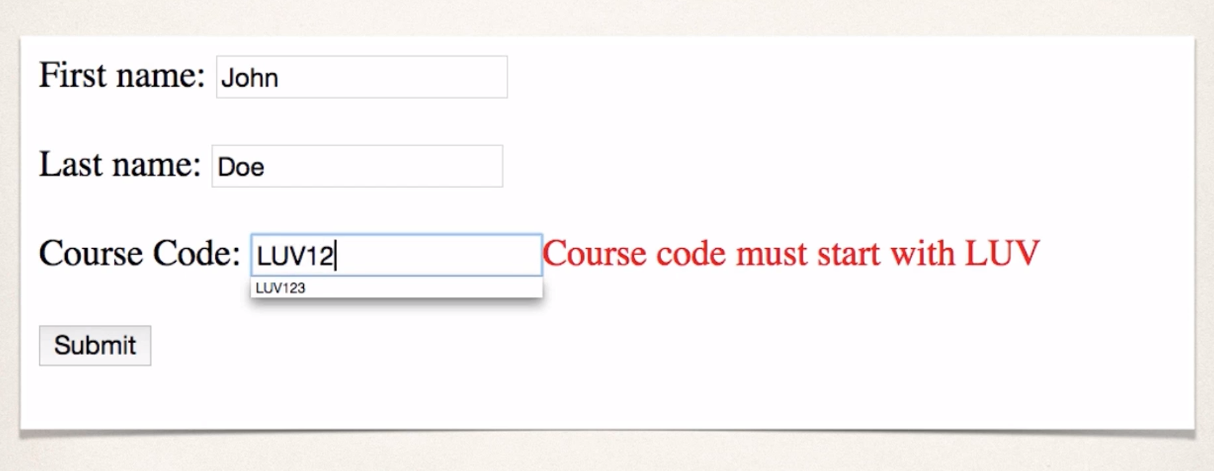 First name: John
Last name: Doe
Course Code: LUV12 Course code must start with LUV
LUV123
Submit